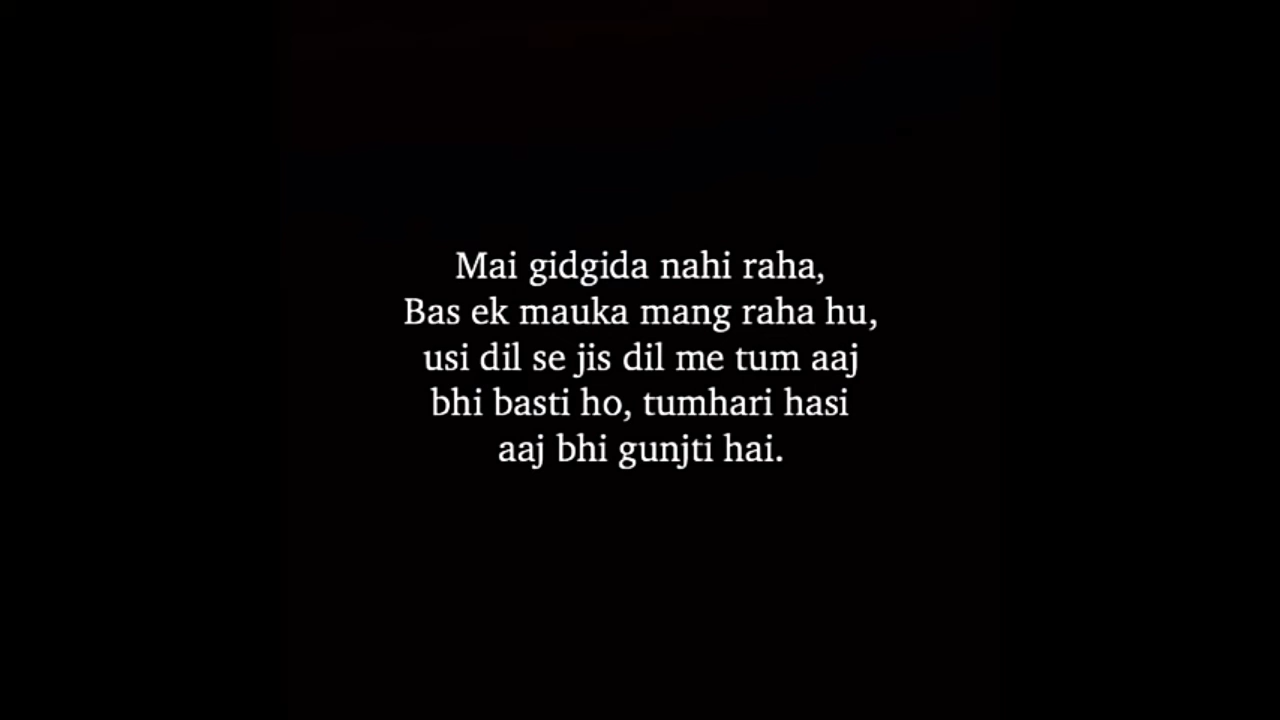 Mai gidgida nahi raha,
Bas ek mauka mang raha hu,
usi dil se jis dil me tum aaj
bhi basti ho, tumhari hasi
aaj bhi gunjti hai.